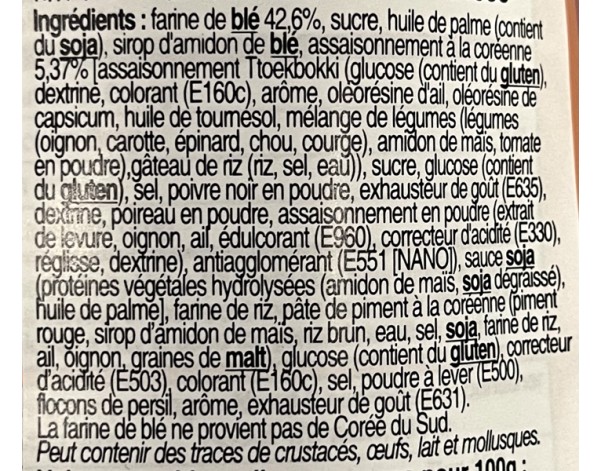 Ingrédients : farine de blé 42,6%, sucre, huile de palme (contient
du soja), sirop d'amidon de blé, assaisonnement à la coréenne
5,37% [assaisonnement Ttoekbokki (glucose (contient du gluten),
dextrine, colorant (E160c), arôme, oléorésine d'ail, oléorésine de
capsicum, huile de tournesol, mélange de légumes (légumes
(oignon, carotte, épinard, chou, courge), amidon de maïs, tomate
en poudre),gâteau de riz (riz, sel, eau)), sucre, glucose (contient
du gluten), sel, poivre noir en poudre, exhausteur de goût (E635),
dextrine, poireau en poudre, assaisonnement en poudre (extrait
de levure, oignon, ail, édulcorant (E960), correcteur d'acidité (E330),
réglisse, dextrine), antiagglomérant (E551 [NANO]), sauce soja
(protéines végétales hydrolysées (amidon de maïs, soja dégraissé),
huile de palme], farine de riz, pâte de piment à la coréenne (piment
rouge, sirop d'amidon de maïs, riz brun, eau, sel, soja, farine de riz,
ail, oignon, graines de malt), glucose (contient du gluten), correcteur
d'acidité (E503), colorant (E160c), sel, poudre à lever (E500),
flocons de persil, arôme, exhausteur de goût (E631).
La farine de blé ne provient pas de Corée du Sud.
Peut contenir des traces de crustacés, œufs, lait et mollusques.
pour 100g :